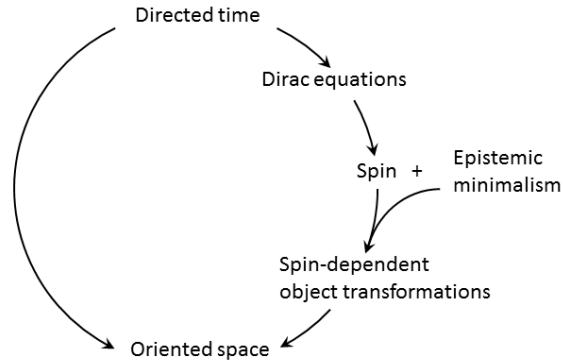 Directed time
Dirac equations
Spin +
Epistemic
minimalism
Spin-dependent
object transformations
Oriented space